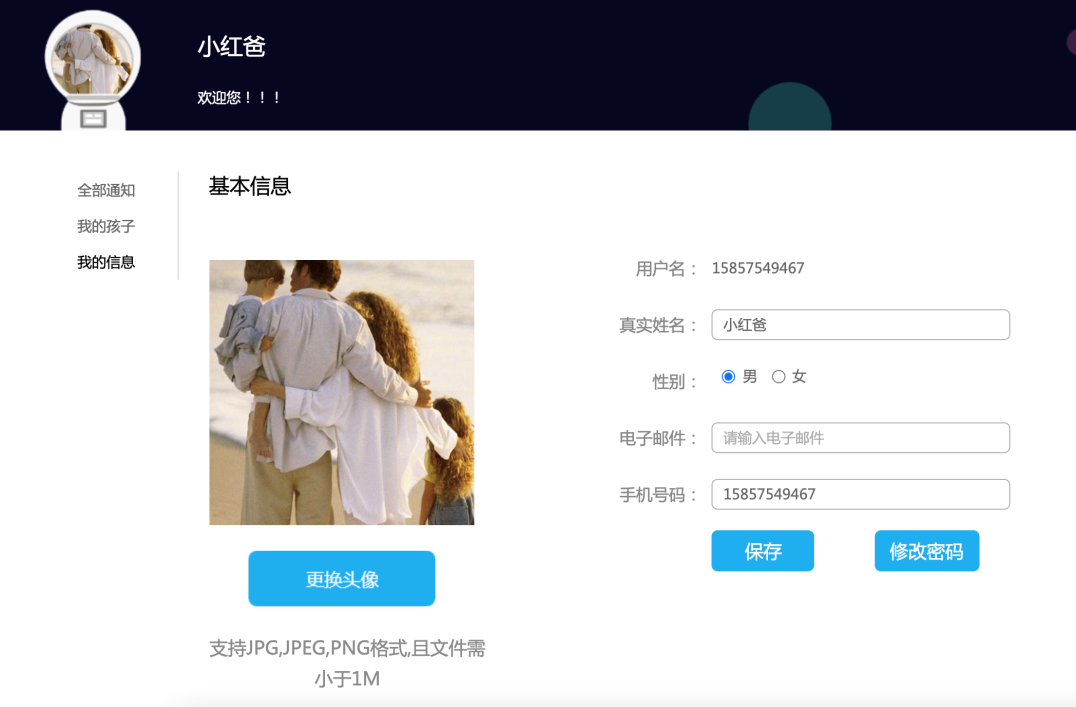 小红爸
欢迎您！！！
全部通知
我的孩子
我的信息
基本信息
用户名： 15857549467
真实姓名： 小红爸
性别： 男 女
电子邮件： 请输入电子邮件
手机号码： 15857549467
保存 修改密码
更换头像
支持JPG,JPEG,PNG格式,且文件需
小于1M